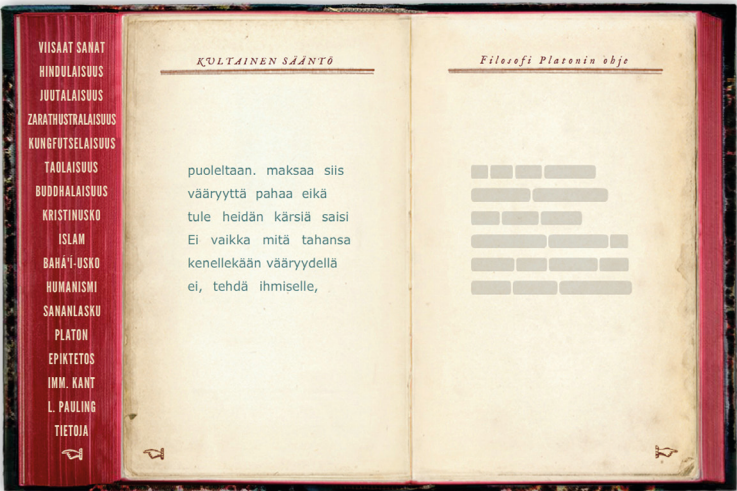 VIISAAT SANAT
HINDULAISUUS
JUUTALAISUUS
ZARATHUSTRALAISUUS
KUNGFUTSELAISUUS
TAOLAISUUS
BUDDHALAISUUS
KRISTINUSKO
ISLAM
BAHÁ'Í-USKO
HUMANISMI
SANANLASKU
PLATON
EPIKTETOS
IMM. KANT
L. PAULING
TIETOJA
KULTAINEN SÄÄNTÖ
puoleltaan. maksaa siis
vääryyttä pahaa eikä
tule heidän kärsiä saisi
Ei vaikka mitä tahansa
kenellekään vääryydellä
ei, tehdä ihmiselle,
Filosofi Platonin ohje